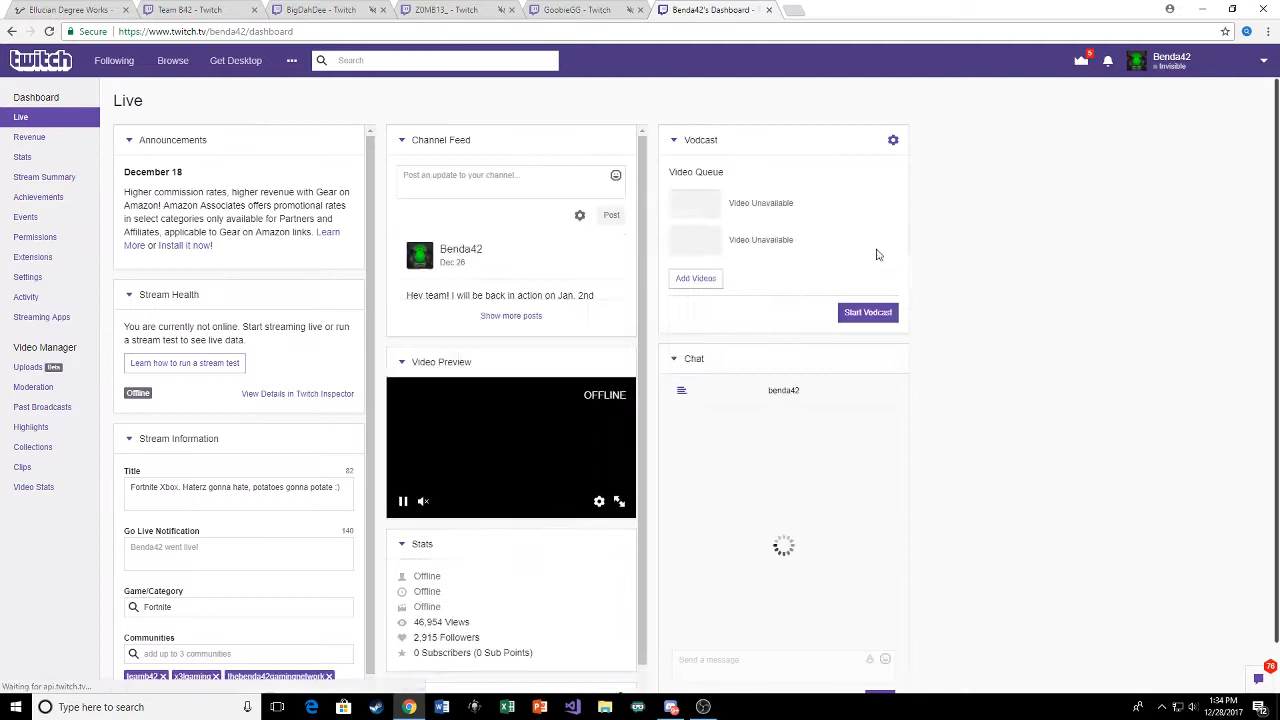 Ellucian Degree Works -
Team B42 - Twitch
BigDahDee - Twitch
Z0MB13_ - Twitch
GoobieGG - Twitch
Benda42's Dashboard -
Secure
https://www.twitch.tv/benda42/dashboard
twitch
Following
Browse
Get Desktop
Search
5
Benda42
Invisible
Dashboard
Live
Revenue
Stats
Stream Summary
Achievements
Events
Permissions
Extensions
Settings
Activity
Streaming Apps
Video Manager
Uploads Beta
Moderation
Past Broadcasts
Highlights
Collections
Clips
Video Stats
Live
Announcements
December 18
Higher commission rates, higher revenue with Gear on
Amazon! Amazon Associates offers promotional rates
in select categories only available for Partners and
Affiliates, applicable to Gear on Amazon links. Learn
More or Install it now!
Stream Health
You are currently not online. Start streaming live or run
a stream test to see live data.
Learn how to run a stream test
Offline
View Details in Twitch Inspector
Stream Information
Title 82
Fortnite Xbox. Haterz gonna hate, potatoes gonna potate :)
Go Live Notification 140
Benda42 went live!
Game/Category
Fortnite
Communities
add up to 3 communities
teamb42
x3lgaming
thebenda42gamingnetwork
Channel Feed
Post an update to your channel...
Post
Benda42
Dec 26
Hey team! I will be back in action on Jan. 2nd
Show more posts
Video Preview
OFFLINE
Stats
Offline
Offline
Offline
46,954 Views
2,915 Followers
0 Subscribers (0 Sub Points)
Vodcast
Video Queue
Video Unavailable
Video Unavailable
Add Videos
Start Vodcast
Chat
benda42
Send a message
76
Waiting for api.twitch.tv...
Type here to search
1:34 PM
12/28/2017